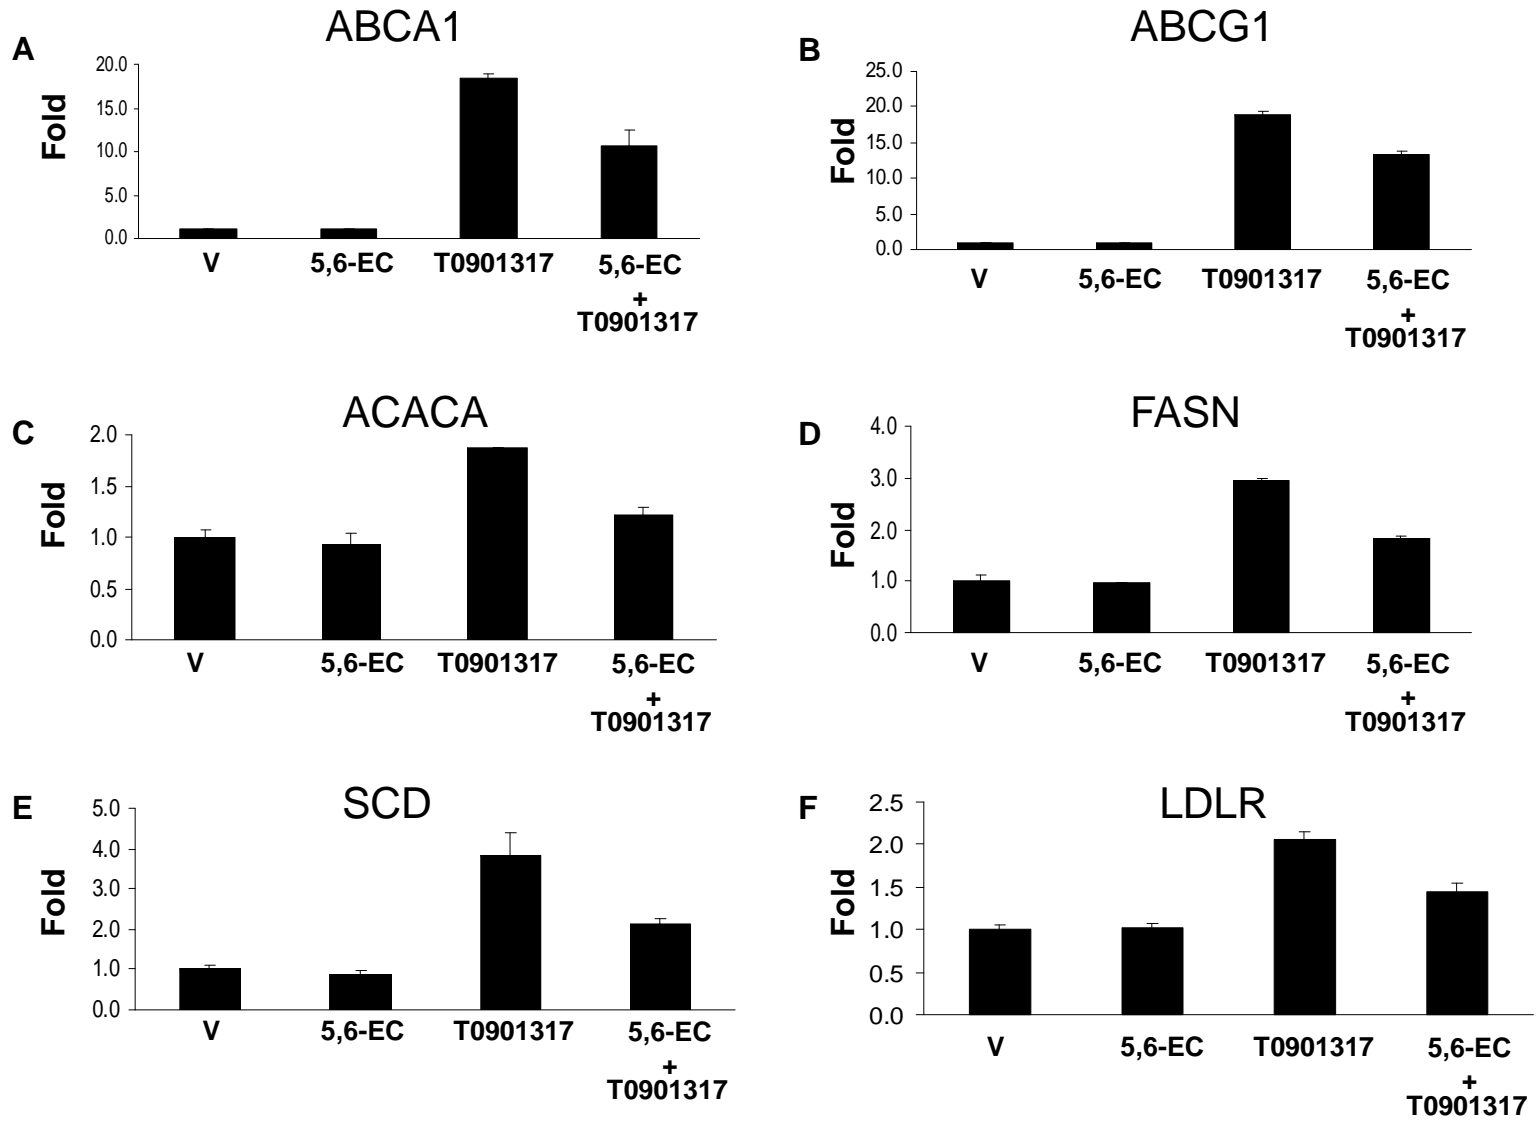 A
ABCA1
Fold
20.0
15.0
10.0
5.0
0.0
V
5,6-EC
T0901317
5,6-EC
+
T0901317
B
ABCG1
Fold
25.0
20.0
15.0
10.0
5.0
0.0
V
5,6-EC
T0901317
5,6-EC
+
T0901317
C
ACACA
Fold
2.0
1.5
1.0
0.5
0.0
V
5,6-EC
T0901317
5,6-EC
+
T0901317
D
FASN
Fold
4.0
3.0
2.0
1.0
0.0
V
5,6-EC
T0901317
5,6-EC
+
T0901317
E
SCD
Fold
5.0
4.0
3.0
2.0
1.0
0.0
V
5,6-EC
T0901317
5,6-EC
+
T0901317
F
LDLR
Fold
2.5
2.0
1.5
1.0
0.5
0.0
V
5,6-EC
T0901317
5,6-EC
+
T0901317